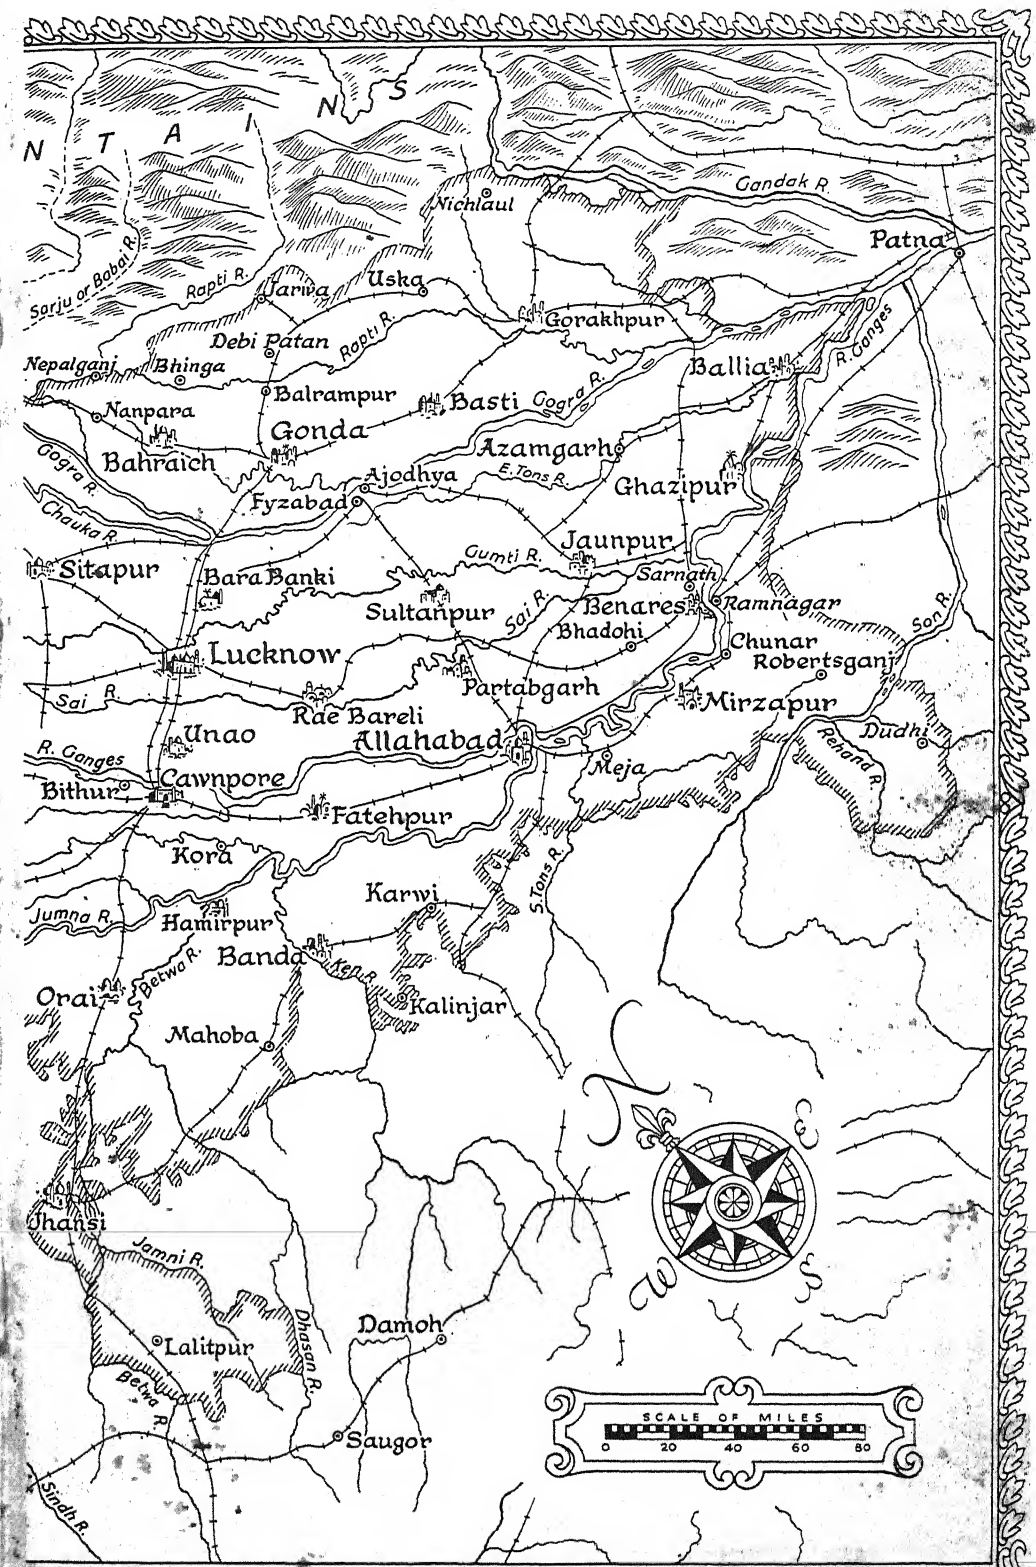 N T A I N S
Nichlaul
Gandak R.
Patna
Sarju or Babai R.
Rapti R.
Jarwa
Uska
Gorakhpur
Debi Patan
Rapti R.
Nepalganj
Bhinga
Ballia
R. Ganges
Balrampur
Basti
Gogra R.
Nanpara
Gonda
Bahraich
Azamgarh
Gogra R.
Ajodhya
E. Tons R.
Ghazipur
Fyzabad
Chauka R.
Jaunpur
Gumti R.
Sitapur
Bara Banki
Sarnath
Sultanpur
Sai R.
Benares
Ramnagar
Bhadohi
Son R.
Lucknow
Chunar
Robertsganj
Partabgarh
Sai R.
Rae Bareli
Mirzapur
Unao
Allahabad
Dudhi
Rehand R.
R. Ganges
Meja
Bithur
Cawnpore
Fatehpur
Kora
S. Tons R.
Karwi
Jumna R.
Hamirpur
Banda
Betwa R.
Ken R.
Orai
Kalinjar
Mahoba
N
E
Jhansi
Jamni R.
W
S
Dhasan R.
Damoh
Lalitpur
Betwa R.
SCALE OF MILES
0 20 40 60 80
Saugor
Sindh R.